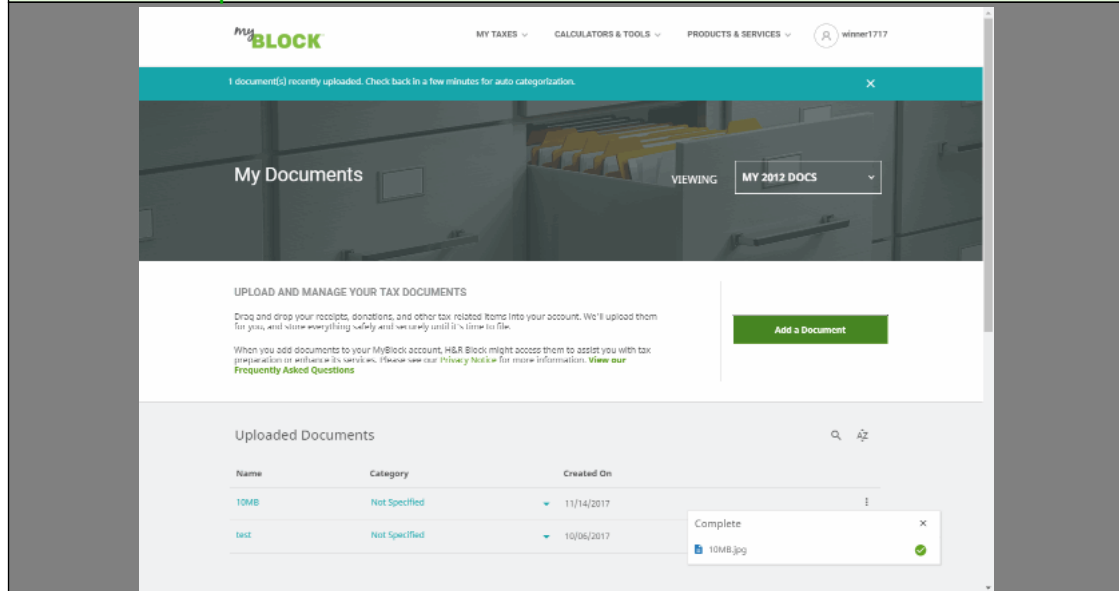 my BLOCK
MY TAXES
CALCULATORS & TOOLS
PRODUCTS & SERVICES
winner1717
1 document(s) recently uploaded. Check back in a few minutes for auto categorization.
My Documents
VIEWING
MY 2012 DOCS
UPLOAD AND MANAGE YOUR TAX DOCUMENTS
Drag and drop your receipts, donations, and other tax related items into your account. We'll upload them
for you, and store everything safely and securely until it's time to file.
When you add documents to your MyBlock account, H&R Block might access them to assist you with tax
preparation or enhance its services. Please see our Privacy Notice for more information. View our
Frequently Asked Questions
Add a Document
Uploaded Documents
AZ
Name Category Created On
10MB Not Specified 11/14/2017
test Not Specified 10/06/2017
Complete
10MB.jpg